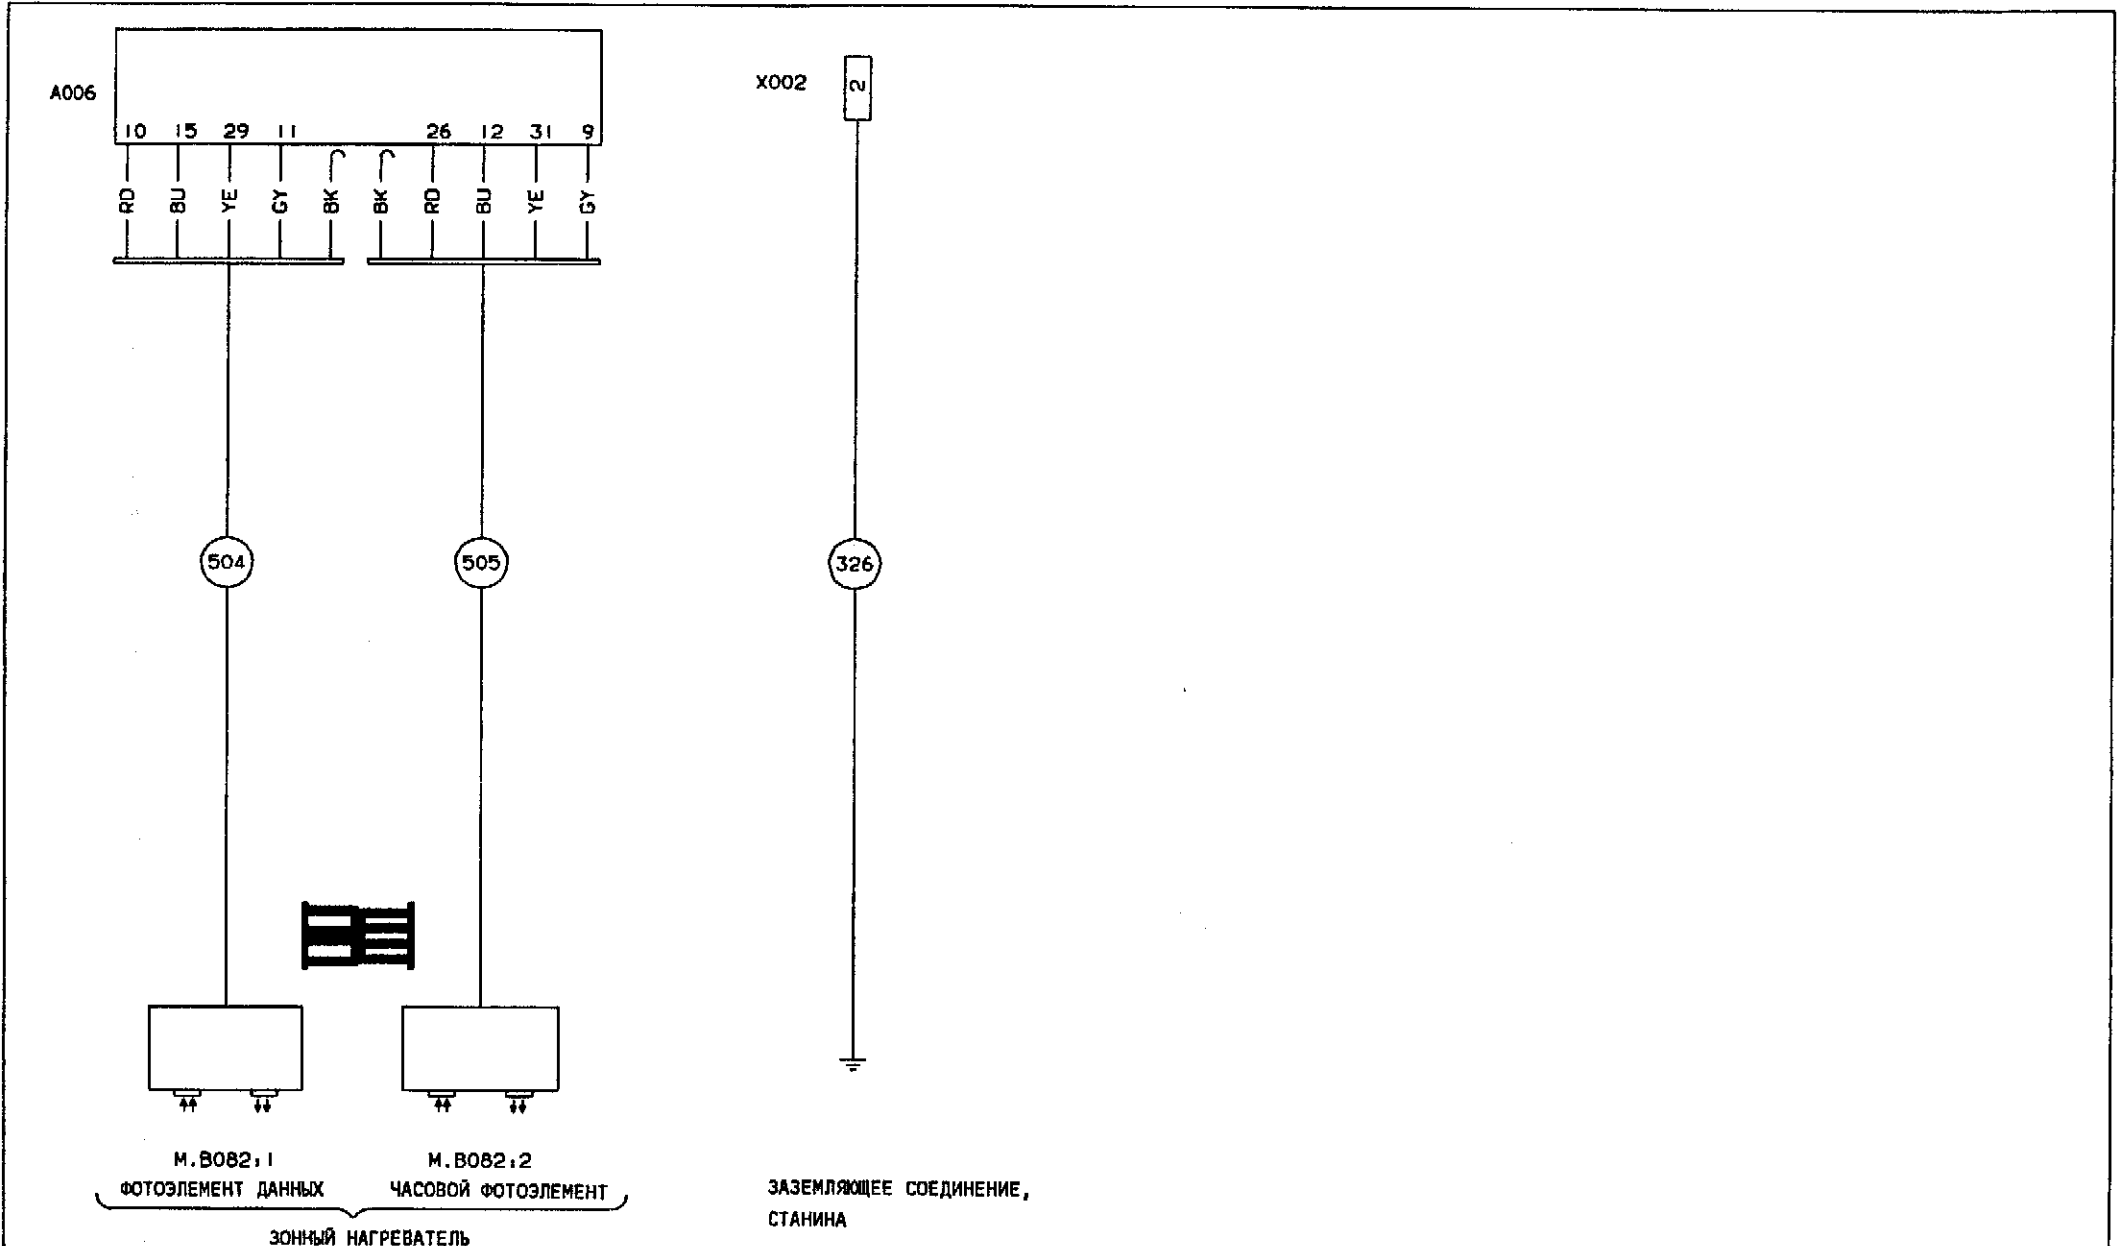 A006
X002
2
10 15 29 11 26 12 31 9
RD BU YE GY BK BK RD BU YE GY
504 505 326
M.B082:1 M.B082:2
ФОТОЭЛЕМЕНТ ДАННЫХ ЧАСОВОЙ ФОТОЭЛЕМЕНТ
ЗОННЫЙ НАГРЕВАТЕЛЬ
ЗАЗЕМЛЯЮЩЕЕ СОЕДИНЕНИЕ,
СТАНИНА